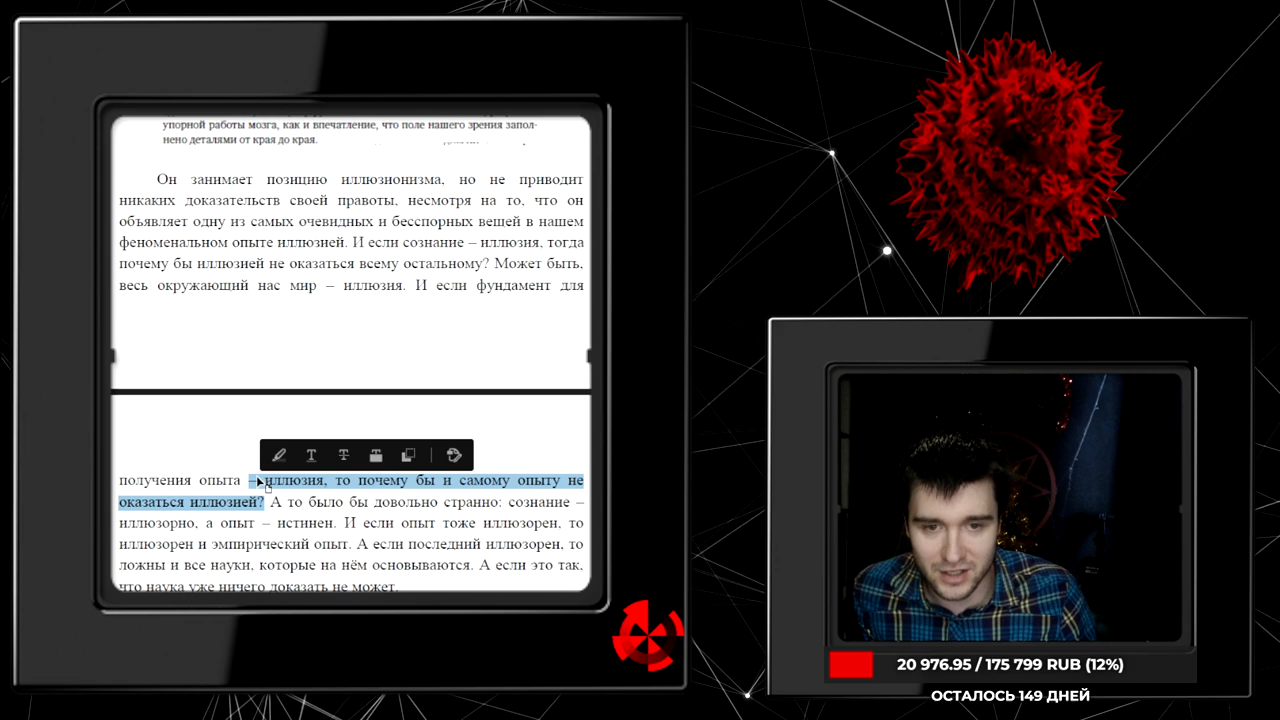 упорной работы мозга, как и впечатление, что поле нашего зрения запол-
нено деталями от края до края.
Он занимает позицию иллюзионизма, но не приводит
никаких доказательств своей правоты, несмотря на то, что он
объявляет одну из самых очевидных и бесспорных вещей в нашем
феноменальном опыте иллюзией. И если сознание – иллюзия, тогда
почему бы иллюзией не оказаться всему остальному? Может быть,
весь окружающий нас мир – иллюзия. И если фундамент для
получения опыта – иллюзия, то почему бы и самому опыту не
оказаться иллюзией? А то было бы довольно странно: сознание –
иллюзорно, а опыт – истинен. И если опыт тоже иллюзорен, то
иллюзорен и эмпирический опыт. А если последний иллюзорен, то
ложны и все науки, которые на нём основываются. А если это так,
что наука уже ничего доказать не может.
20 976.95 / 175 799 RUB (12%)
ОСТАЛОСЬ 149 ДНЕЙ